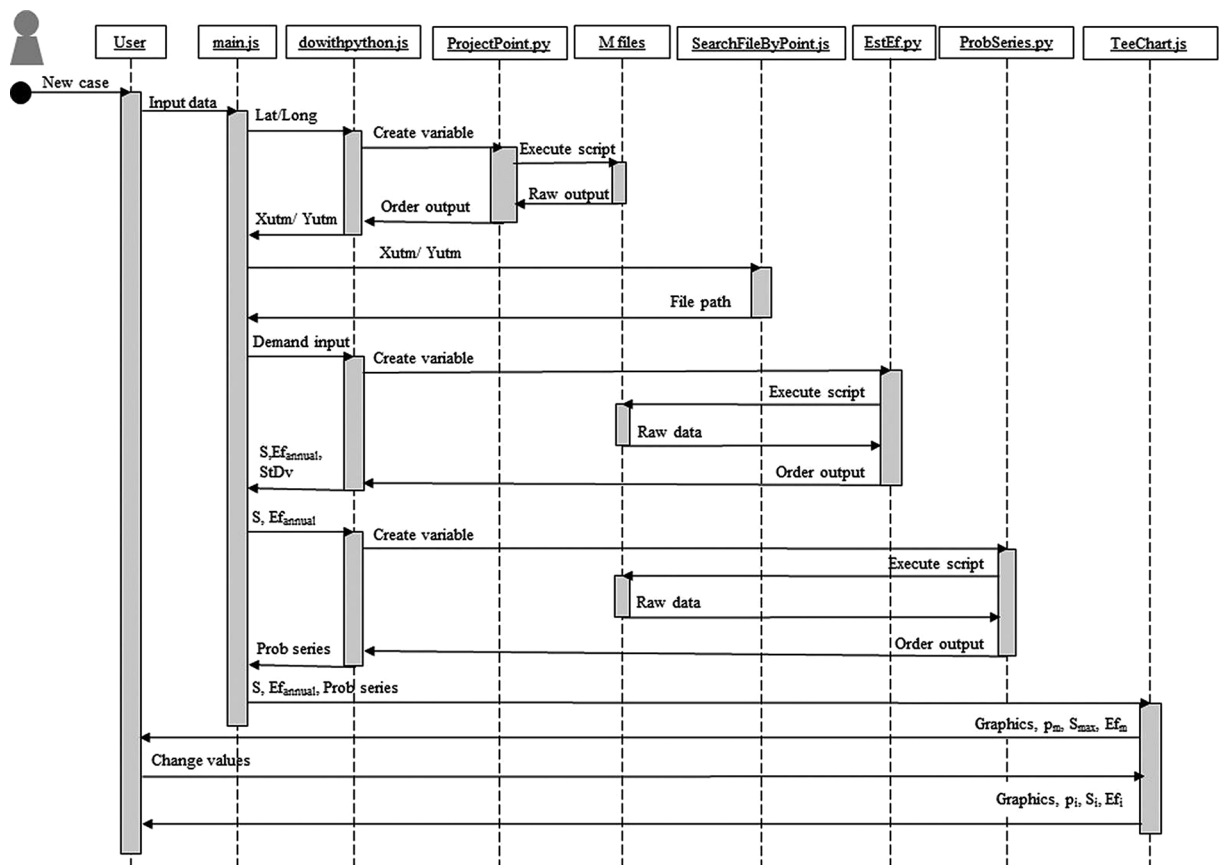 User
main.js
dowithpython.js
ProjectPoint.py
M files
SearchFileByPoint.js
EstEf.py
ProbSeries.py
TeeChart.js
New case
Input data
Lat/Long
Create variable
Execute script
Raw output
Order output
Xutm/ Yutm
Xutm/ Yutm
File path
Demand input
Create variable
Execute script
Raw data
S,Efannual,
StDv
Order output
S, Efannual
Create variable
Execute script
Raw data
Order output
Prob series
S, Efannual, Prob series
Graphics, pm, Smax, Efm
Change values
Graphics, pi, Si, Efi